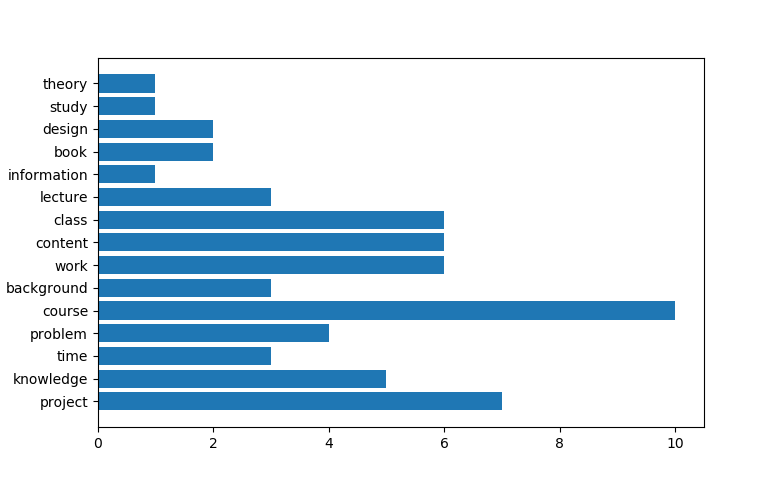 theory
study
design
book
information
lecture
class
content
work
background
course
problem
time
knowledge
project
0 2 4 6 8 10